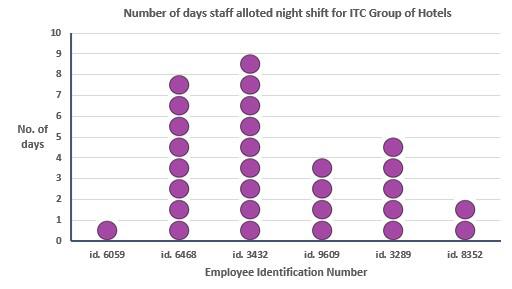 Number of days staff alloted night shift for ITC Group of Hotels
10
9
8
7
6
5
4
3
2
1
0
No. of
days
id. 6059 id. 6468 id. 3432 id. 9609 id. 3289 id. 8352
Employee Identification Number